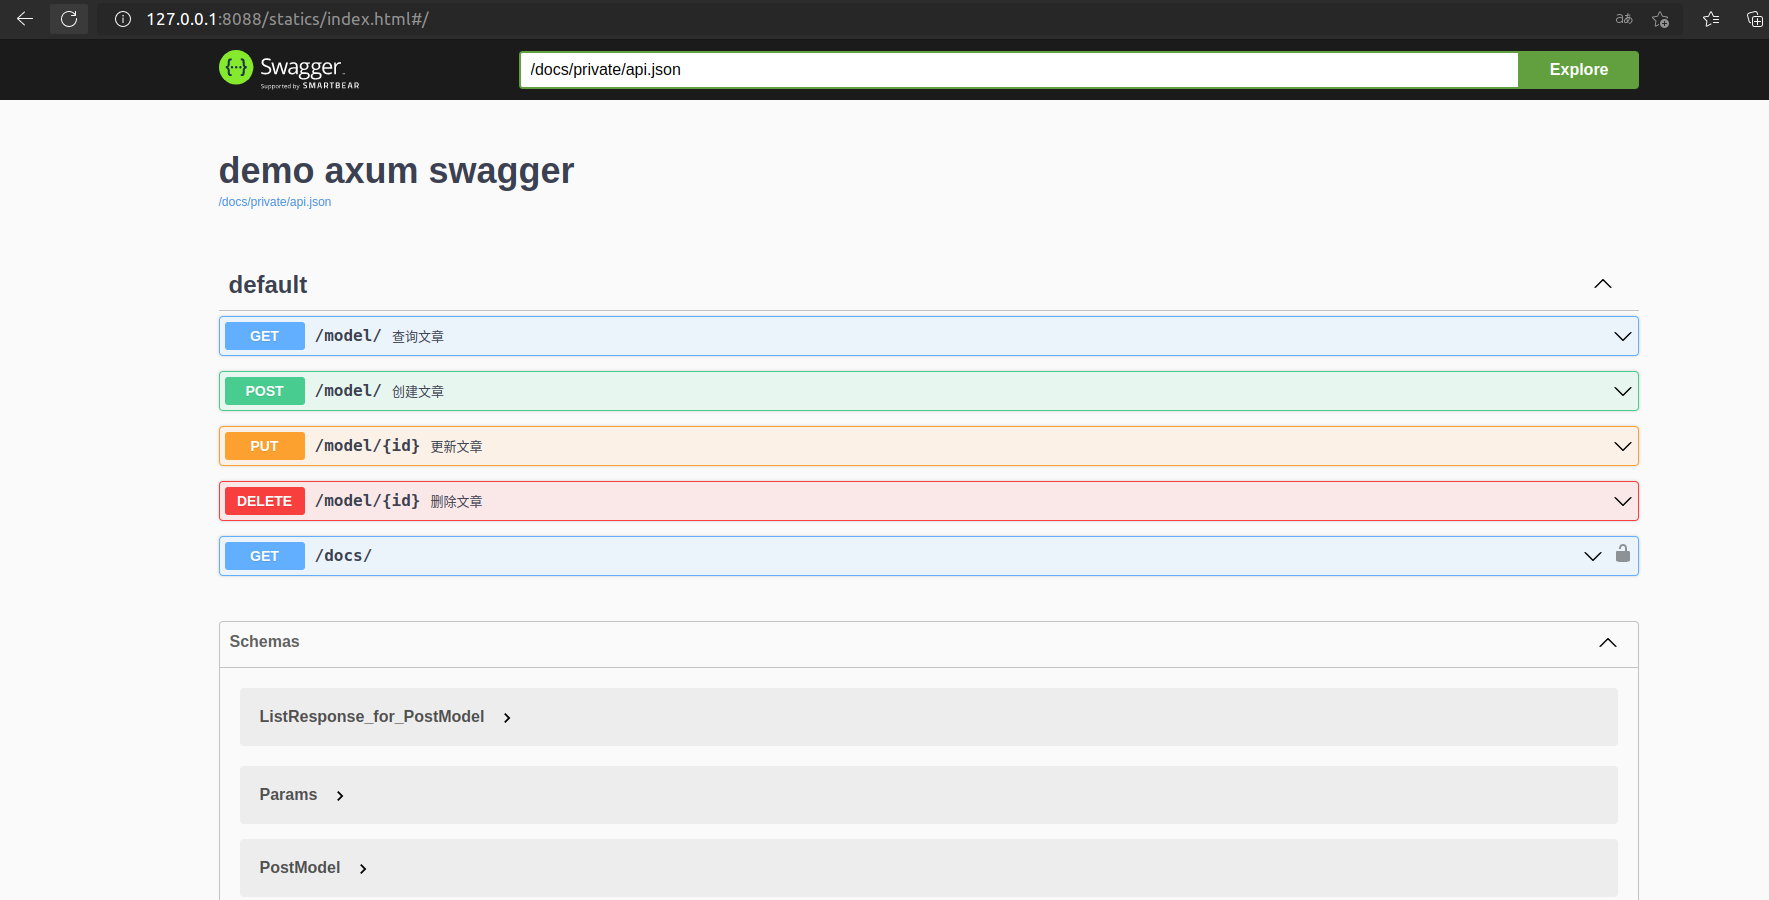 127.0.0.1:8088/statics/index.html#/
aあ
Swagger
Supported by SMARTBEAR
/docs/private/api.json
Explore
demo axum swagger
/docs/private/api.json
default
GET /model/ 查询文章
POST /model/ 创建文章
PUT /model/{id} 更新文章
DELETE /model/{id} 删除文章
GET /docs/
Schemas
ListResponse_for_PostModel
Params
PostModel